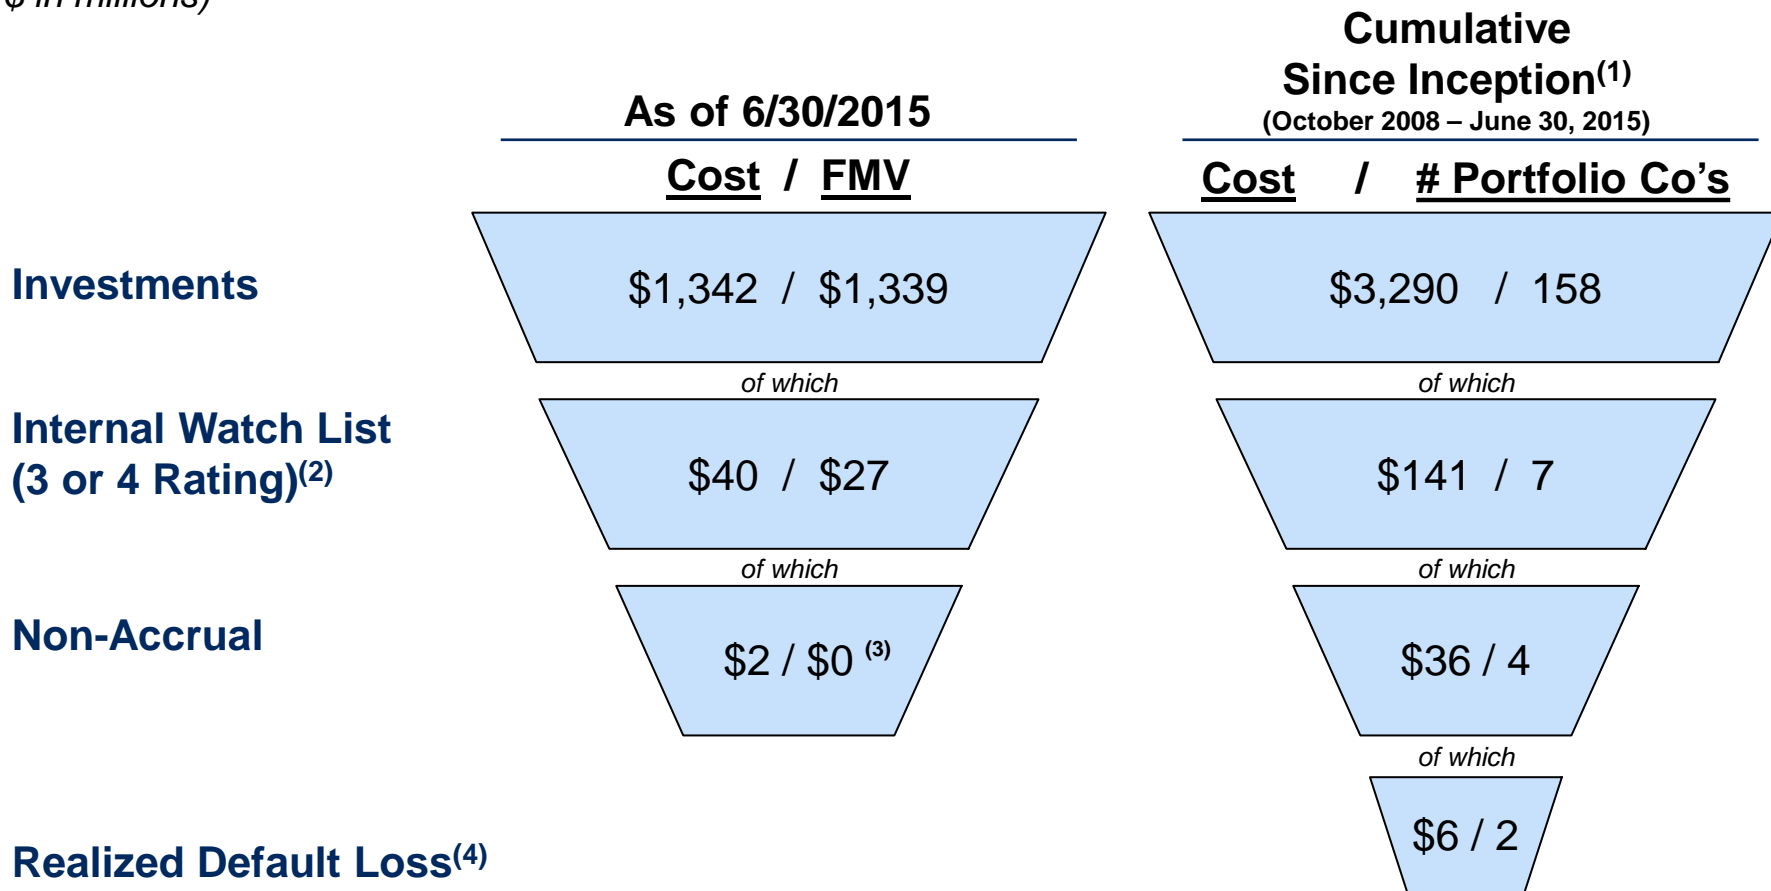 $ in millions)
Cumulative
Since Inception(1)
As of 6/30/2015
(October 2008 – June 30, 2015)
Cost / FMV
Cost / # Portfolio Co’s
Investments
$1,342 / $1,339
$3,290 / 158
of which
of which
Internal Watch List
(3 or 4 Rating)(2)
$40 / $27
$141 / 7
of which
of which
Non-Accrual
$2 / $0 (3)
$36 / 4
of which
$6 / 2
Realized Default Loss(4)